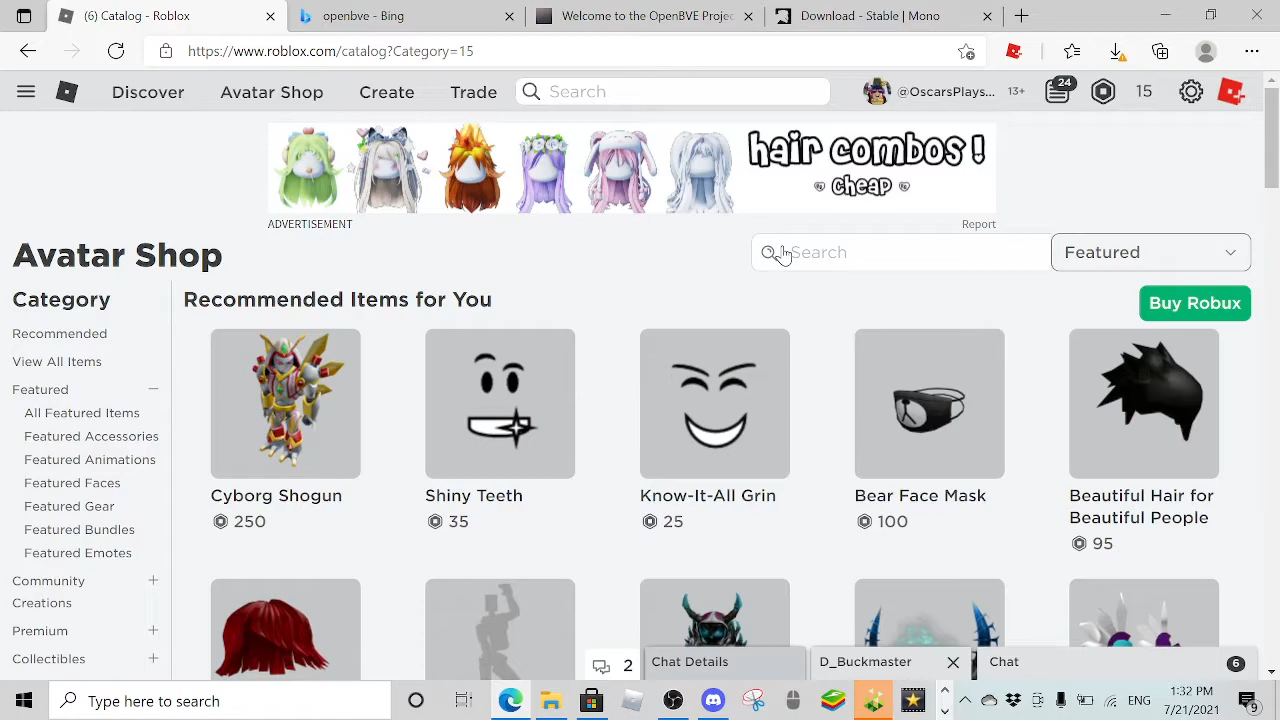 (6) Catalog - Roblox
openbve - Bing
Welcome to the OpenBVE Projec
Download - Stable - OpenBVE
https://www.roblox.com/catalog?Category=15
Discover
Avatar Shop
Create
Trade
Search
@OscarsPlays...
13+
24
15
hair combos !
cheap
ADVERTISEMENT
Report
Avatar Shop
Search
Featured
Category
Recommended Items for You
Buy Robux
Recommended
View All Items
Featured
All Featured Items
Featured Accessories
Featured Animations
Featured Faces
Featured Gear
Featured Bundles
Featured Emotes
Community
Creations
Premium
Collectibles
Cyborg Shogun
250
Shiny Teeth
35
Know-It-All Grin
25
Bear Face Mask
100
Beautiful Hair for
Beautiful People
95
2
Chat Details
D_Buckmaster
Chat
6
Type here to search
ENG
1:32 PM
7/21/2021
9